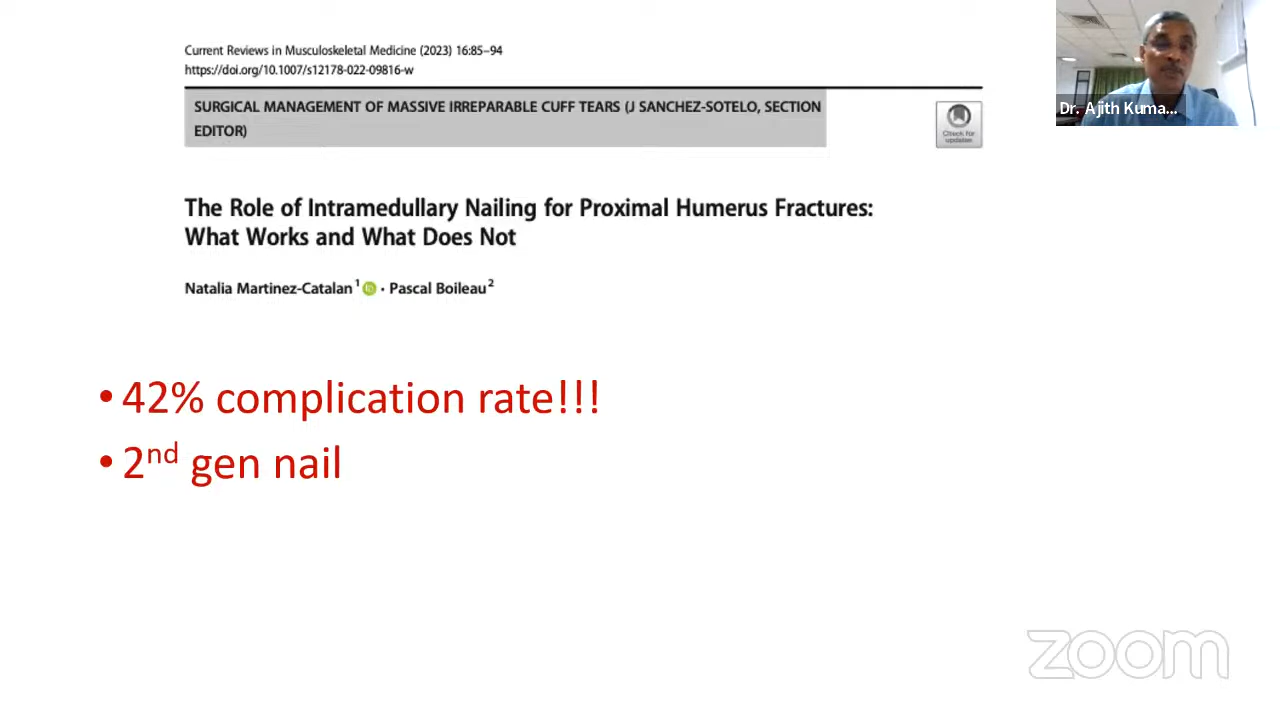 Current Reviews in Musculoskeletal Medicine (2023) 16:85–94
https://doi.org/10.1007/s12178-022-09816-w
SURGICAL MANAGEMENT OF MASSIVE IRREPARABLE CUFF TEARS (J SANCHEZ-SOTELO, SECTION
EDITOR)
Check for
updates
The Role of Intramedullary Nailing for Proximal Humerus Fractures:
What Works and What Does Not
Natalia Martinez-Catalan 1 iD · Pascal Boileau 2
• 42% complication rate!!!
• 2nd gen nail
Dr. Ajith Kuma...
zoom